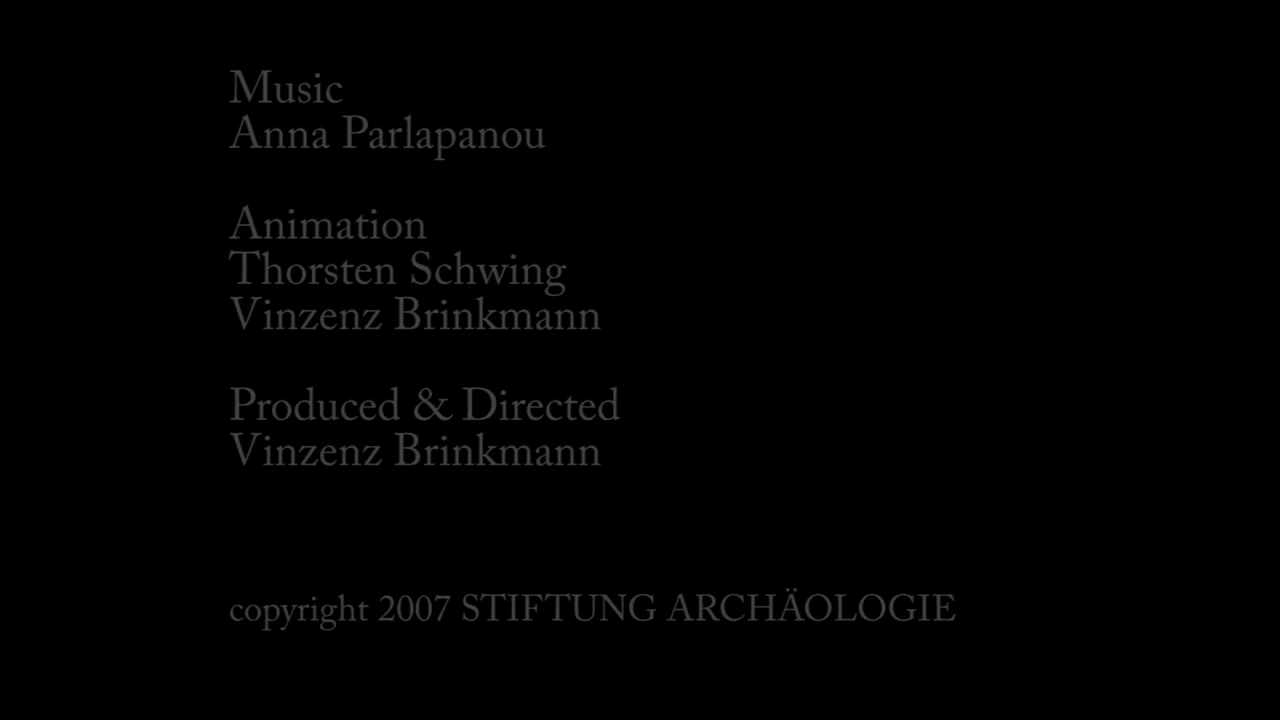 Music
Anna Parlapanou
Animation
Thorsten Schwing
Vinzenz Brinkmann
Produced & Directed
Vinzenz Brinkmann
copyright 2007 STIFTUNG ARCHÄOLOGIE